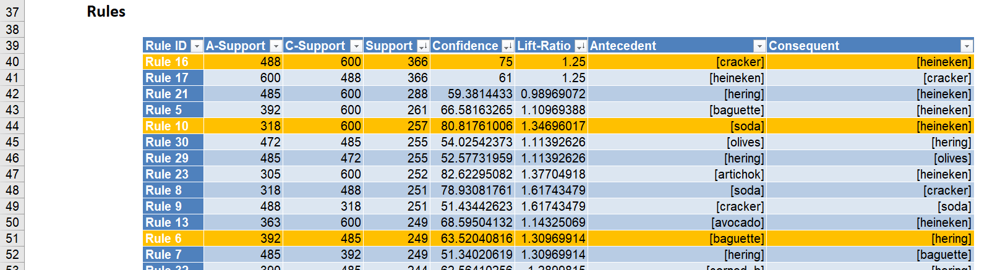 37 Rules
38
39 Rule ID A-Support C-Support Support Confidence Lift-Ratio Antecedent Consequent
40 Rule 16 488 600 366 75 1.25 [cracker] [heineken]
41 Rule 17 600 488 366 61 1.25 [heineken] [cracker]
42 Rule 21 485 600 288 59.3814433 0.98969072 [hering] [heineken]
43 Rule 5 392 600 261 66.58163265 1.10969388 [baguette] [heineken]
44 Rule 10 318 600 257 80.81761006 1.34696017 [soda] [heineken]
45 Rule 30 472 485 255 54.02542373 1.11392626 [olives] [hering]
46 Rule 29 485 472 255 52.57731959 1.11392626 [hering] [olives]
47 Rule 23 305 600 252 82.62295082 1.37704918 [artichok] [heineken]
48 Rule 8 318 488 251 78.93081761 1.61743479 [soda] [cracker]
49 Rule 9 488 318 251 51.43442623 1.61743479 [cracker] [soda]
50 Rule 13 363 600 249 68.59504132 1.14325069 [avocado] [heineken]
51 Rule 6 392 485 249 63.52040816 1.30969914 [baguette] [hering]
52 Rule 7 485 392 249 51.34020619 1.30969914 [hering] [baguette]
53 485 244 [hering]